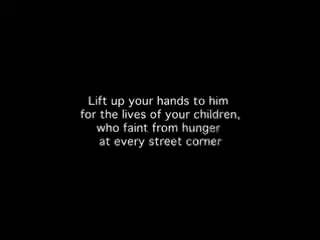 Lift up your hands to him
for the lives of your children,
who faint from hunger
at every street corner